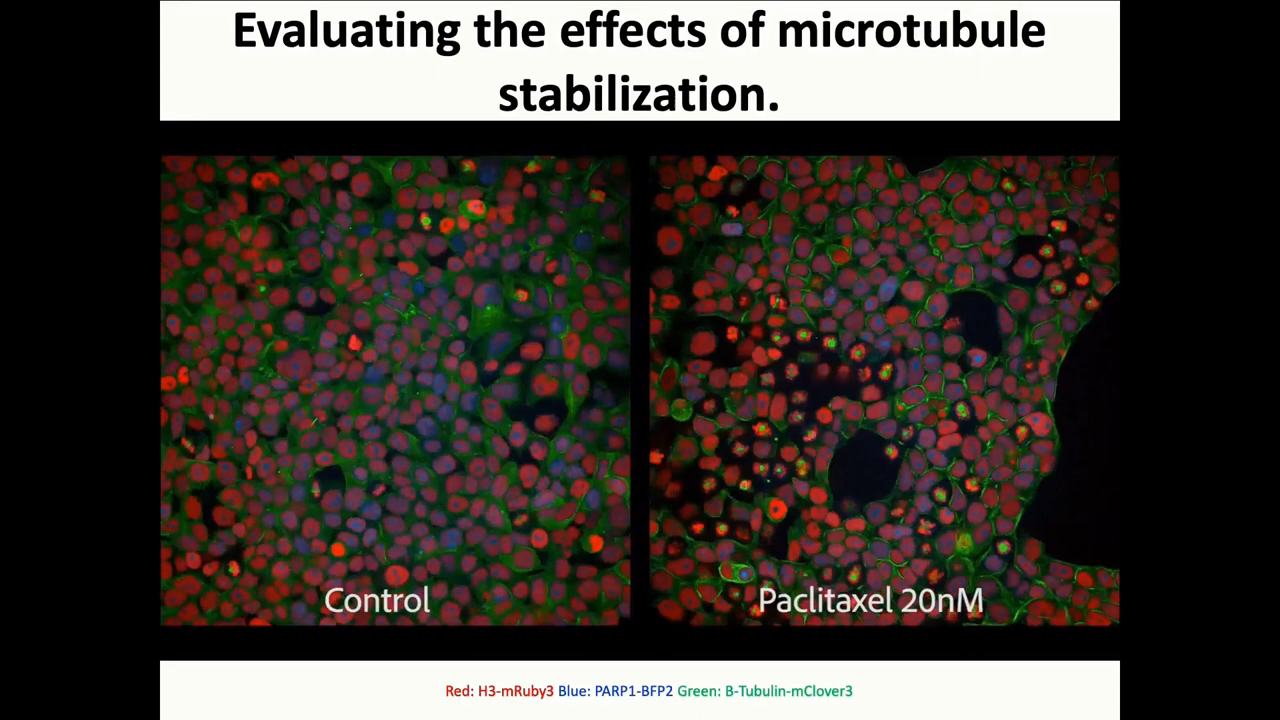 Evaluating the effects of microtubule
stabilization.
Control
Paclitaxel 20nM
Red: H3-mRuby3 Blue: PARP1-BFP2 Green: B-Tubulin-mClover3